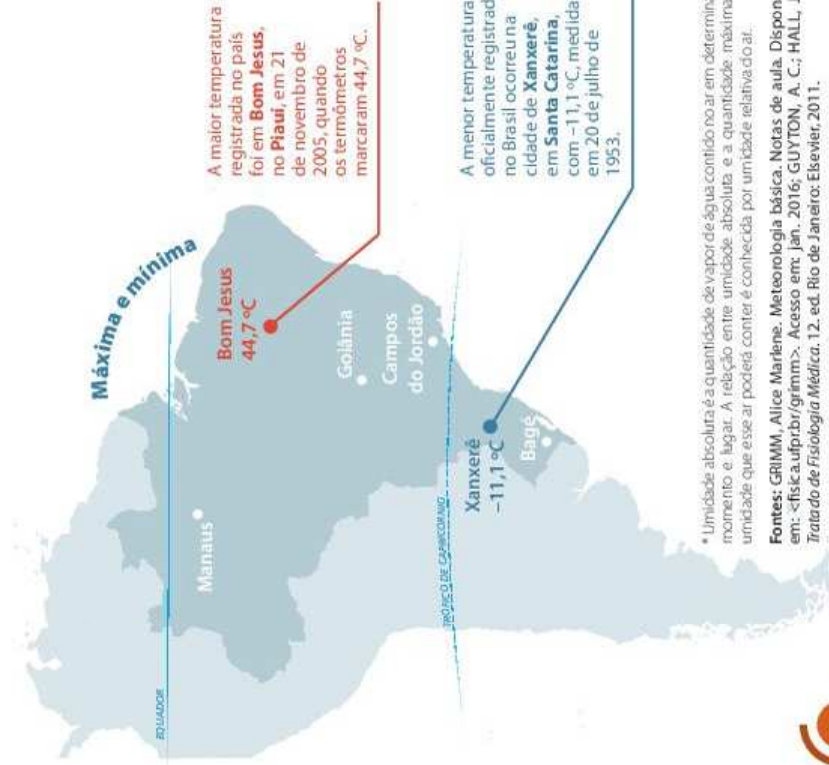 Máxima e mínima
EQUADOR
Manaus
Bom Jesus
44,7 ºC
Goiânia
Campos
do Jordão
TRÓPICO DE CAPRICÓRNIO
Xanxerê
–11,1 ºC
Bagé
A maior temperatura
registrada no país
foi em Bom Jesus,
no Piauí, em 21
de novembro de
2005, quando
os termômetros
marcaram 44,7 ºC.
A menor temperatura
oficialmente registrad
no Brasil ocorreu na
cidade de Xanxerê,
em Santa Catarina,
com –11,1 ºC, medida
em 20 de julho de
1953.
* Umidade absoluta é a quantidade de vapor de água contido no ar em determina
momento e lugar. A relação entre umidade absoluta e a quantidade máxima
umidade que esse ar poderá conter é conhecida por umidade relativa do ar.
Fontes: GRIMM, Alice Marlene. Meteorologia básica. Notas de aula. Dispon
em: <fisica.ufpr.br/grimm>. Acesso em: jan. 2016; GUYTON, A. C.; HALL, J
Tratado de Fisiologia Médica. 12. ed. Rio de Janeiro: Elsevier, 2011.